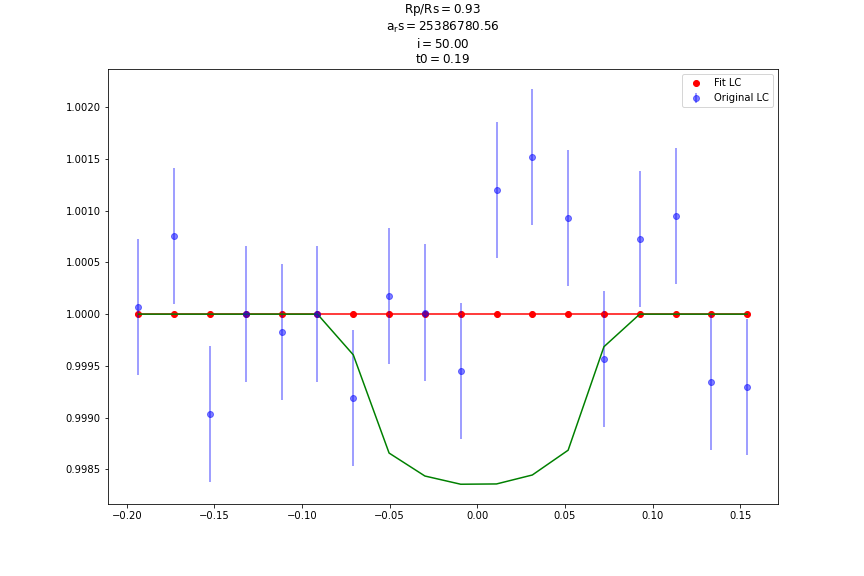 Rp/Rs = 0.93
aᵣs = 25386780.56
i = 50.00
t0 = 0.19
Fit LC
Original LC
1.0020
1.0015
1.0010
1.0005
1.0000
0.9995
0.9990
0.9985
−0.20 −0.15 −0.10 −0.05 0.00 0.05 0.10 0.15